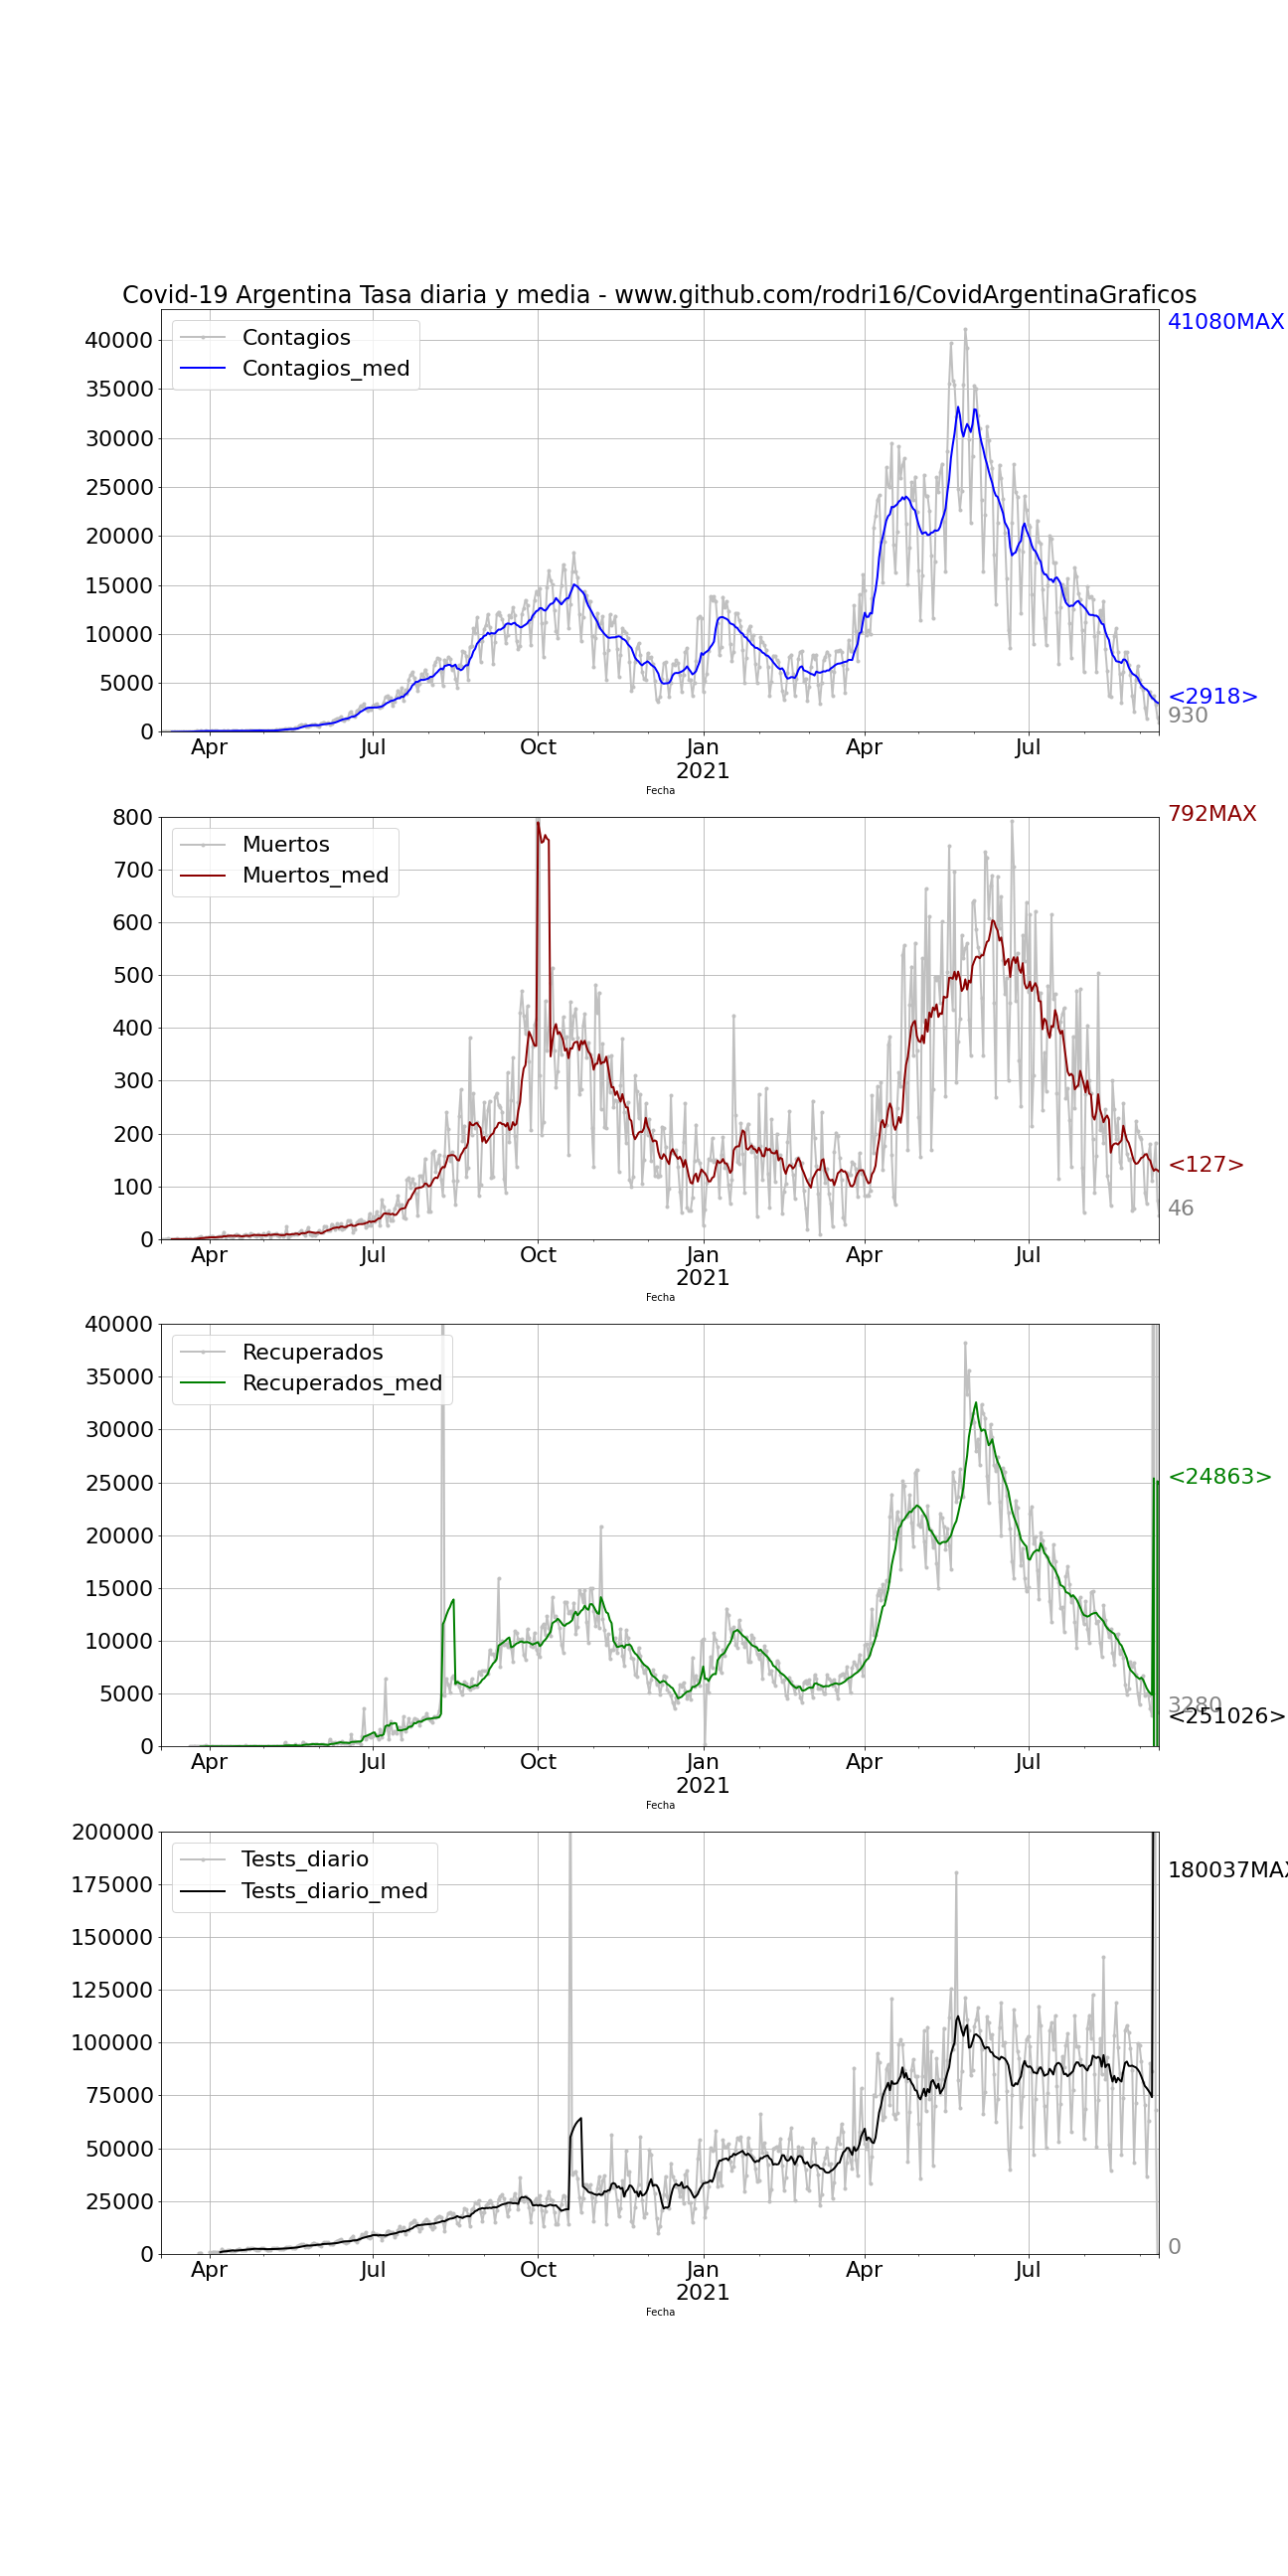 Covid-19 Argentina Tasa diaria y media - www.github.com/rodri16/CovidArgentinaGraficos
41080MAX
Contagios
Contagios_med
40000
35000
30000
25000
20000
15000
10000
5000
0
<2918>
930
Apr Jul Oct Jan Apr Jul
2021
Fecha
792MAX
Muertos
Muertos_med
800
700
600
500
400
300
200
100
0
<127>
46
Apr Jul Oct Jan Apr Jul
2021
Fecha
Recuperados
Recuperados_med
40000
35000
30000
25000
20000
15000
10000
5000
0
<24863>
3280
<251026>
Apr Jul Oct Jan Apr Jul
2021
Fecha
Tests_diario
Tests_diario_med
200000
175000
150000
125000
100000
75000
50000
25000
0
180037MAX
0
Apr Jul Oct Jan Apr Jul
2021
Fecha